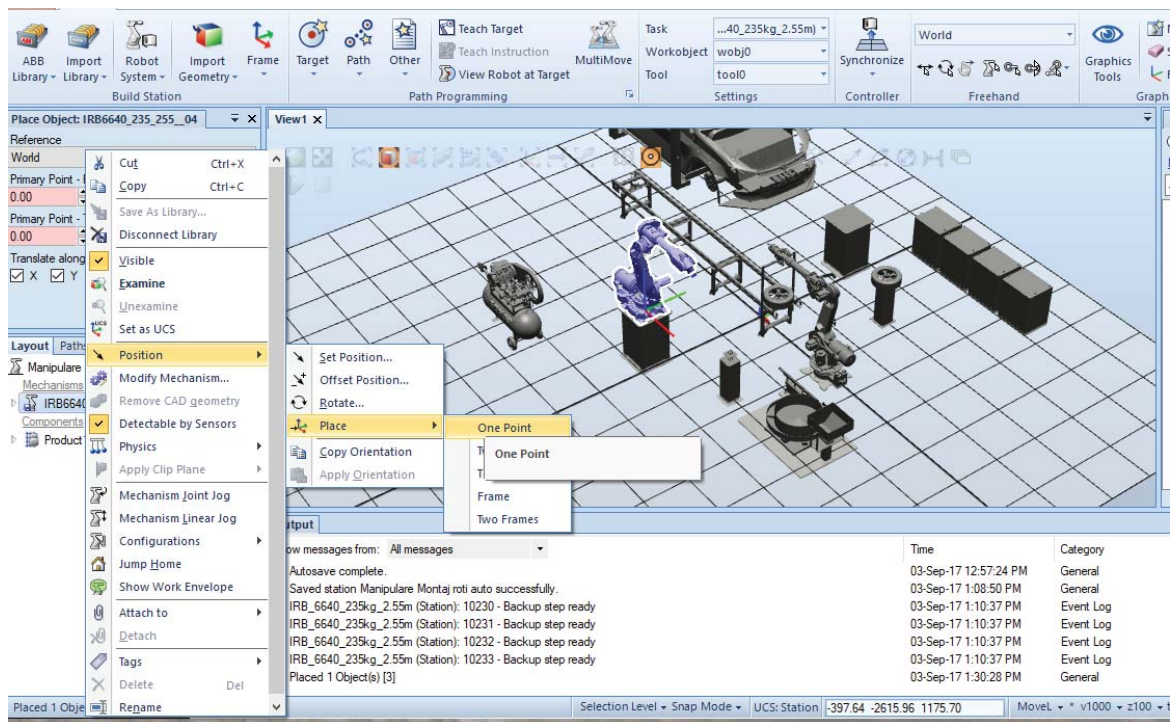 ABB Library
Import Library
Robot System
Import Geometry
Frame
Target
Path
Other
Teach Target
Teach Instruction
View Robot at Target
MultiMove
Task ...40_235kg_2.55m)
Workobject wobj0
Tool tool0
Synchronize
World
Graphics Tools
Build Station
Path Programming
Settings
Controller
Freehand
Graph
Place Object: IRB6640_235_255__04
View1
Reference
World
Primary Point -
0.00
Primary Point -
0.00
Translate along
X Y
Layout Paths
Manipulare
Mechanisms
IRB6640
Components
Product
Cut Ctrl+X
Copy Ctrl+C
Save As Library...
Disconnect Library
Visible
Examine
Unexamine
Set as UCS
Position
Modify Mechanism...
Remove CAD geometry
Detectable by Sensors
Physics
Apply Clip Plane
Mechanism Joint Jog
Mechanism Linear Jog
Configurations
Jump Home
Show Work Envelope
Attach to
Detach
Tags
Delete Del
Rename
Set Position...
Offset Position...
Rotate...
Place
Copy Orientation
Apply Orientation
One Point
One Point
Frame
Two Frames
utput
ow messages from: All messages
Time
Category
Autosave complete. 03-Sep-17 12:57:24 PM General
Saved station Manipulare Montaj roti auto successfully. 03-Sep-17 1:08:50 PM General
IRB_6640_235kg_2.55m (Station): 10230 - Backup step ready 03-Sep-17 1:10:37 PM Event Log
IRB_6640_235kg_2.55m (Station): 10231 - Backup step ready 03-Sep-17 1:10:37 PM Event Log
IRB_6640_235kg_2.55m (Station): 10232 - Backup step ready 03-Sep-17 1:10:37 PM Event Log
IRB_6640_235kg_2.55m (Station): 10233 - Backup step ready 03-Sep-17 1:10:37 PM Event Log
Placed 1 Object(s) [3] 03-Sep-17 1:30:28 PM General
Placed 1 Obje
Selection Level Snap Mode UCS: Station -397.64 -2615.96 1175.70 MoveL * v1000 z100